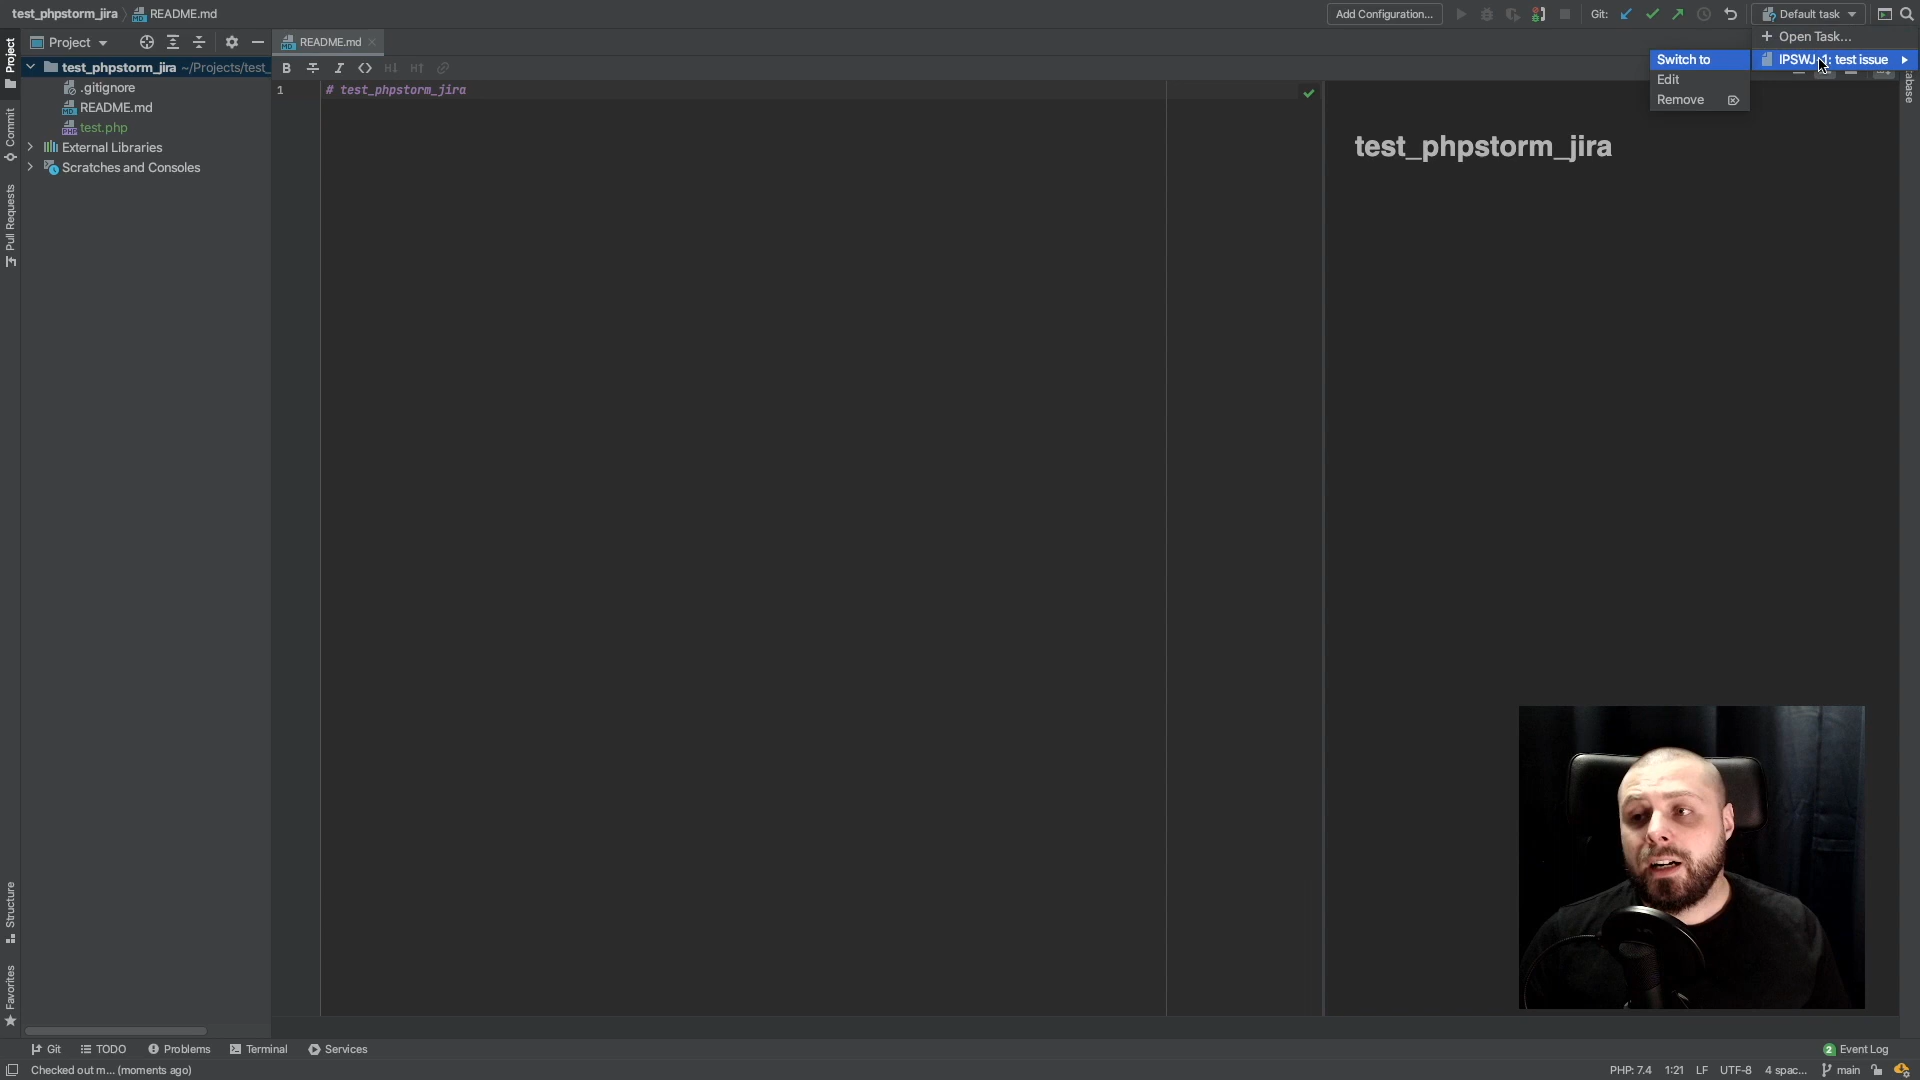 test_phpstorm_jira
README.md
Add Configuration...
Git:
Default task
Project
Project
README.md
Open Task...
test_phpstorm_jira ~/Projects/test_
Switch to
test issue
.gitignore
Edit
1
# test_phpstorm_jira
README.md
Remove
test.php
External Libraries
test_phpstorm_jira
Scratches and Consoles
Commit
Pull Requests
Structure
Favorites
Git
TODO
Problems
Terminal
Services
2 Event Log
Checked out m... (moments ago)
PHP: 7.4
1:21
LF
UTF-8
4 spac...
main